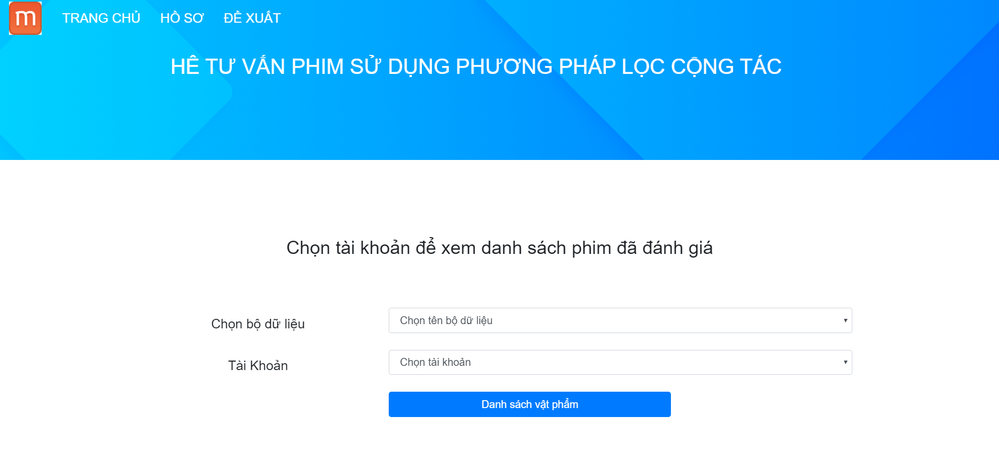 m
TRANG CHỦ HỒ SƠ ĐỀ XUẤT
HÊ TƯ VẤN PHIM SỬ DỤNG PHƯƠNG PHÁP LỌC CỘNG TÁC
Chọn tài khoản để xem danh sách phim đã đánh giá
Chọn bộ dữ liệu Chọn tên bộ dữ liệu
Tài Khoản Chọn tài khoản
Danh sách vật phẩm